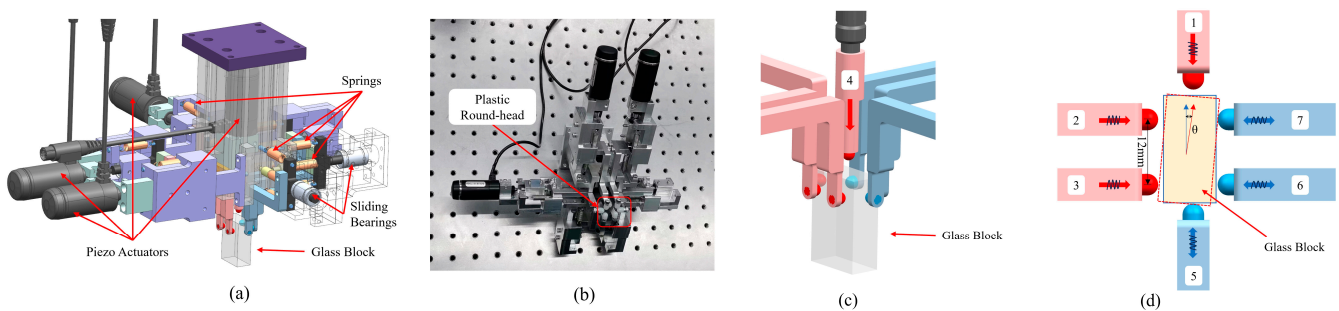 Springs
Sliding
Bearings
Piezo Actuators
Glass Block
(a)
Plastic
Round-head
(b)
4
Glass Block
(c)
1
2
7
θ
12mm
3
6
Glass Block
5
(d)